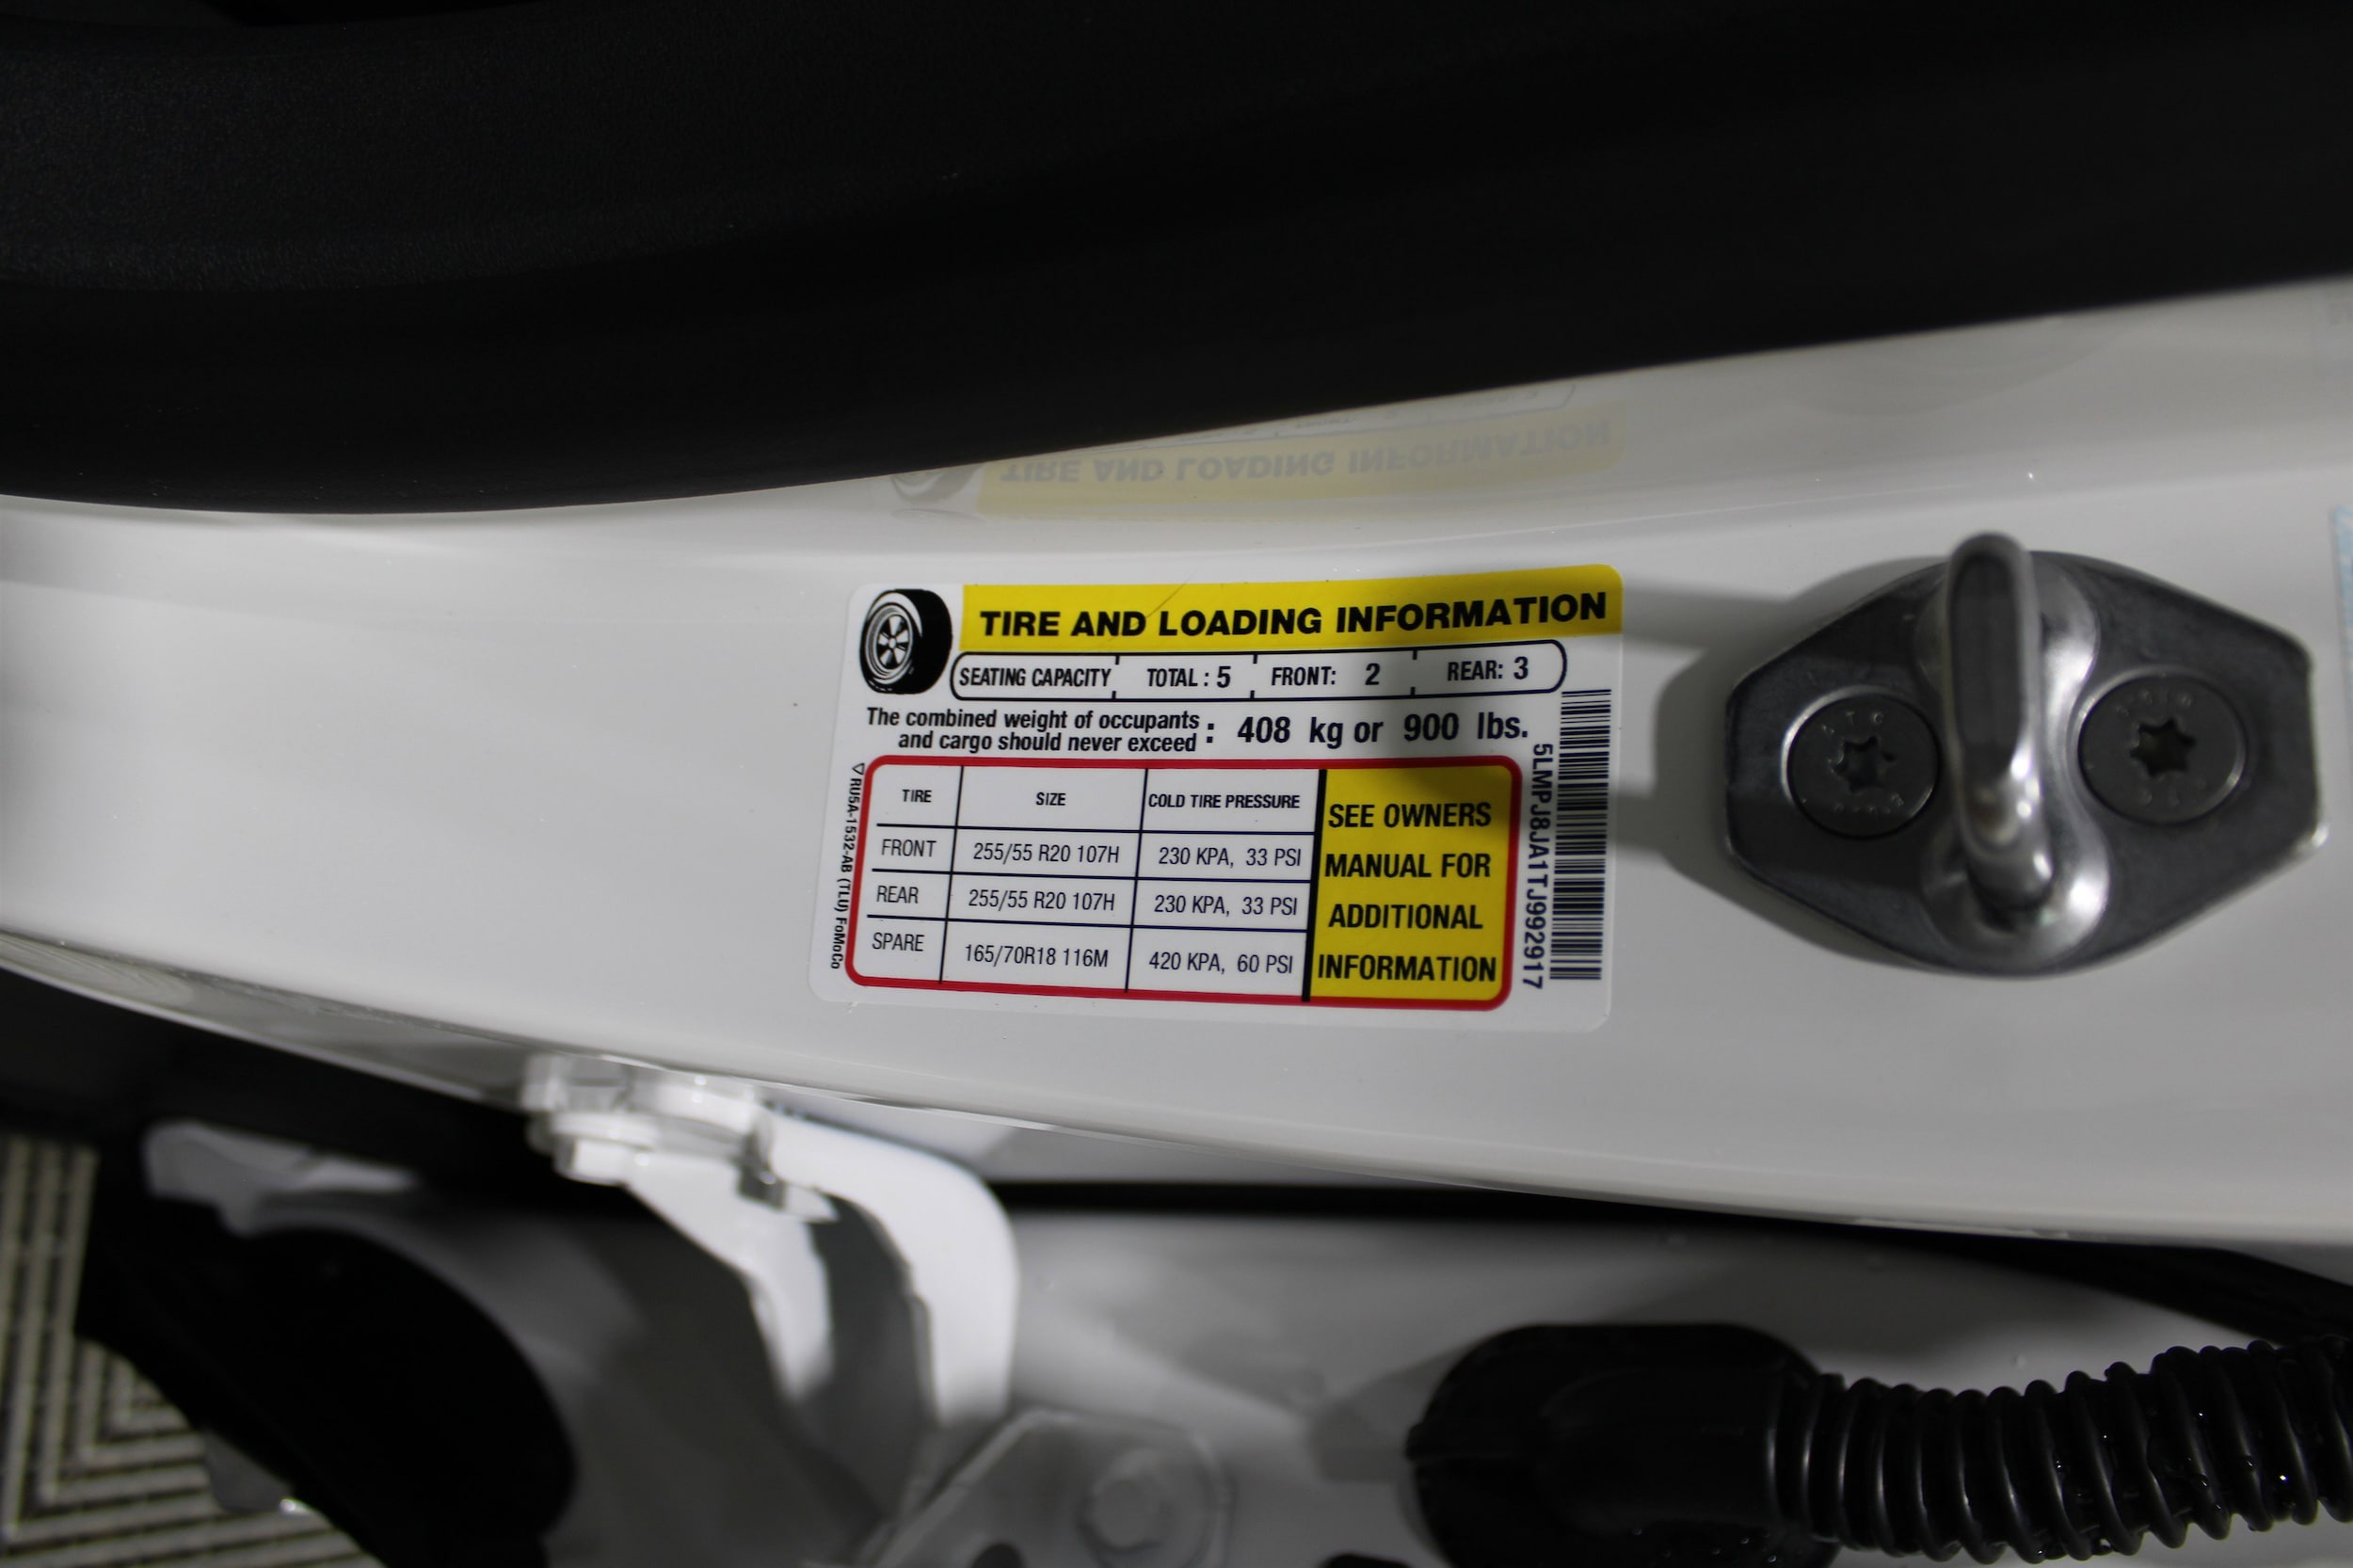 TIRE AND LOADING INFORMATION
SEATING CAPACITY TOTAL : 5 FRONT: 2 REAR: 3
The combined weight of occupants
and cargo should never exceed : 408 kg or 900 lbs.
TIRE SIZE COLD TIRE PRESSURE
FRONT 255/55 R20 107H 230 KPA, 33 PSI
REAR 255/55 R20 107H 230 KPA, 33 PSI
SPARE 165/70R18 116M 420 KPA, 60 PSI
SEE OWNERS
MANUAL FOR
ADDITIONAL
INFORMATION
5LMPJ8JA1TJ992917
RU5A-1532-AB (TLU) FoMoCo